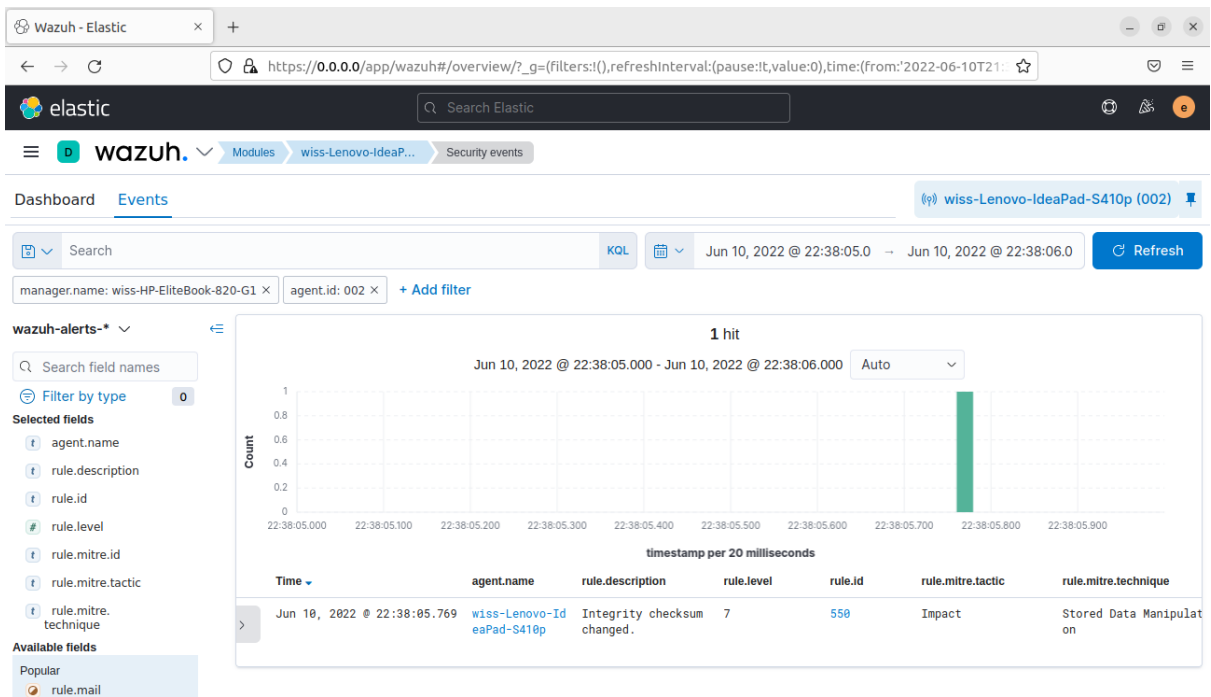 Wazuh - Elastic
https://0.0.0.0/app/wazuh#/overview/?_g=(filters:!(),refreshInterval:(pause:!t,value:0),time:(from:'2022-06-10T21:
elastic
Search Elastic
e
D wazuh. Modules wiss-Lenovo-IdeaP... Security events
Dashboard Events wiss-Lenovo-IdeaPad-S410p (002)
Search KQL Jun 10, 2022 @ 22:38:05.0 → Jun 10, 2022 @ 22:38:06.0 Refresh
manager.name: wiss-HP-EliteBook-820-G1 × agent.id: 002 × + Add filter
wazuh-alerts-*
Search field names
Filter by type 0
Selected fields
t agent.name
t rule.description
t rule.id
# rule.level
t rule.mitre.id
t rule.mitre.tactic
t rule.mitre.
technique
Available fields
Popular
rule.mail
1 hit
Jun 10, 2022 @ 22:38:05.000 - Jun 10, 2022 @ 22:38:06.000 Auto
Count
1
0.8
0.6
0.4
0.2
0
22:38:05.000 22:38:05.100 22:38:05.200 22:38:05.300 22:38:05.400 22:38:05.500 22:38:05.600 22:38:05.700 22:38:05.800 22:38:05.900
timestamp per 20 milliseconds
Time agent.name rule.description rule.level rule.id rule.mitre.tactic rule.mitre.technique
Jun 10, 2022 @ 22:38:05.769 wiss-Lenovo-Id Integrity checksum 7 550 Impact Stored Data Manipulat
eaPad-S410p changed. on